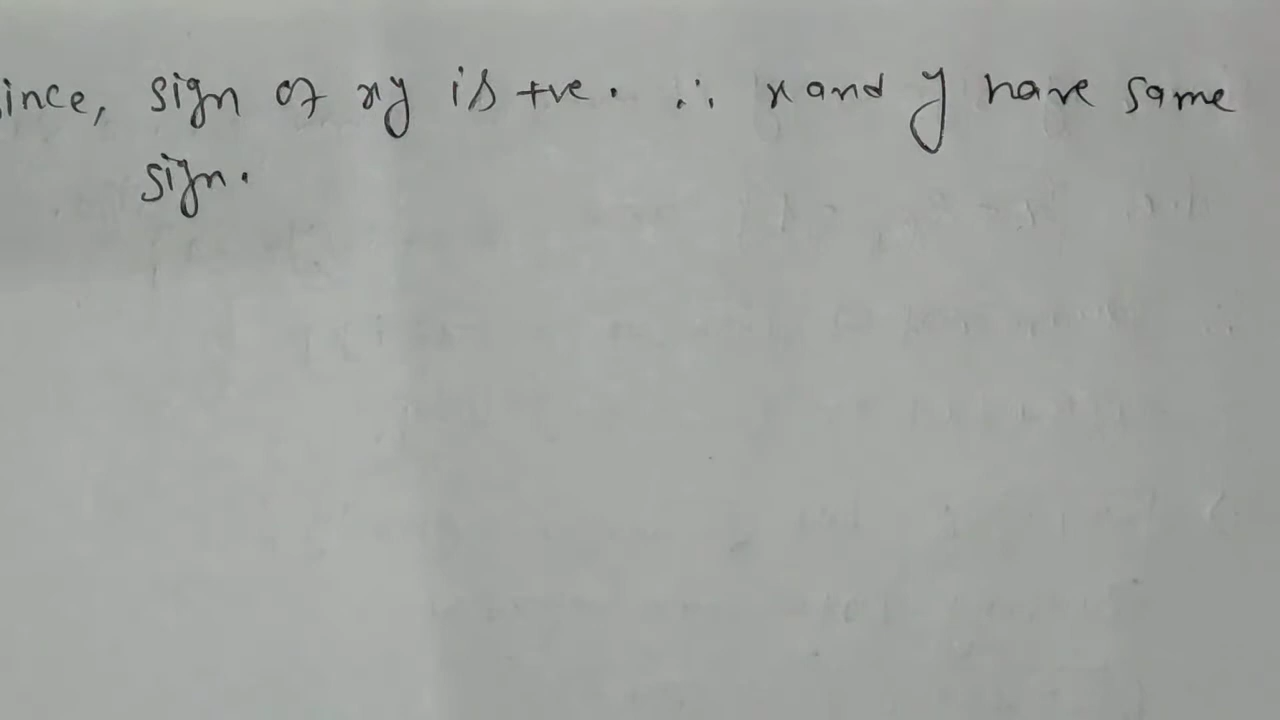 ince, sign of xy is +ve. ∴ x and y have same
sign.